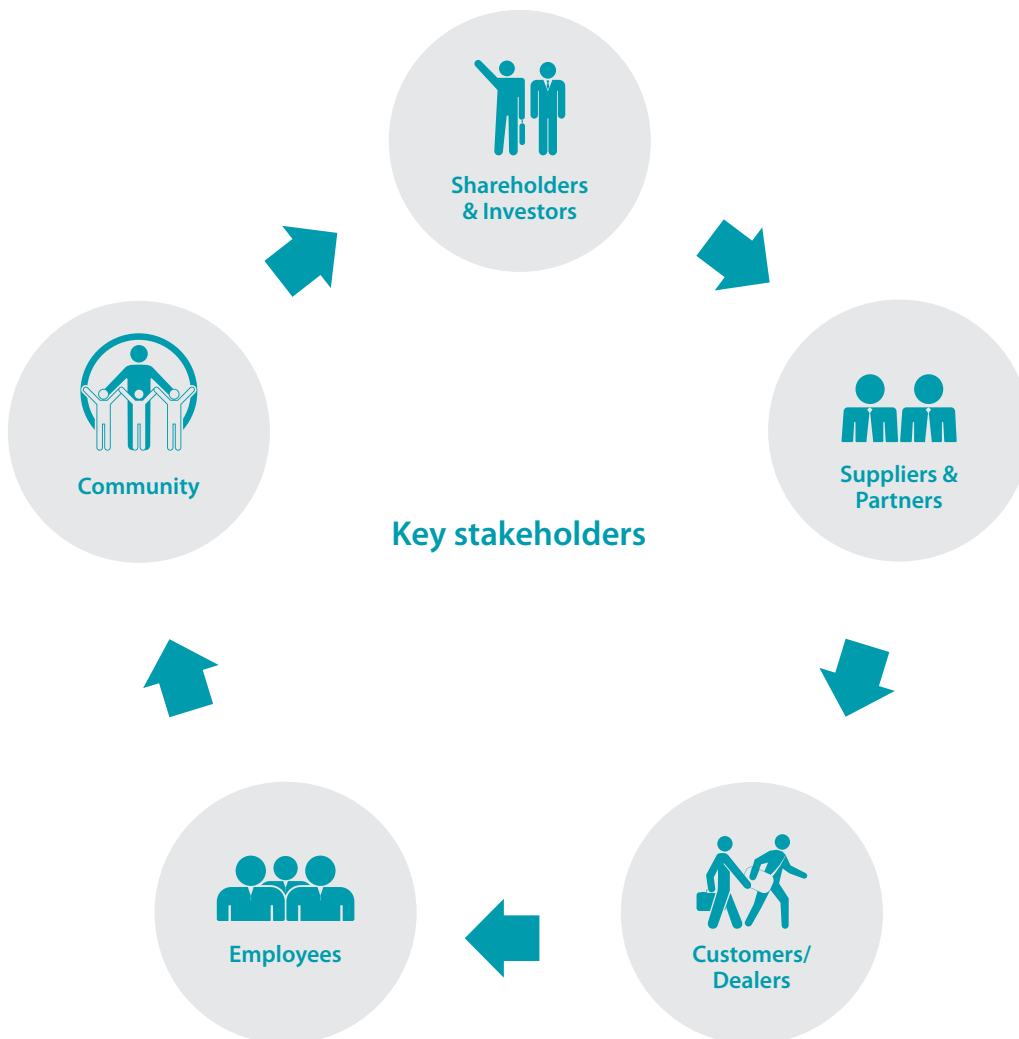 Shareholders
& Investors
Community
Suppliers &
Partners
Key stakeholders
Employees
Customers/
Dealers